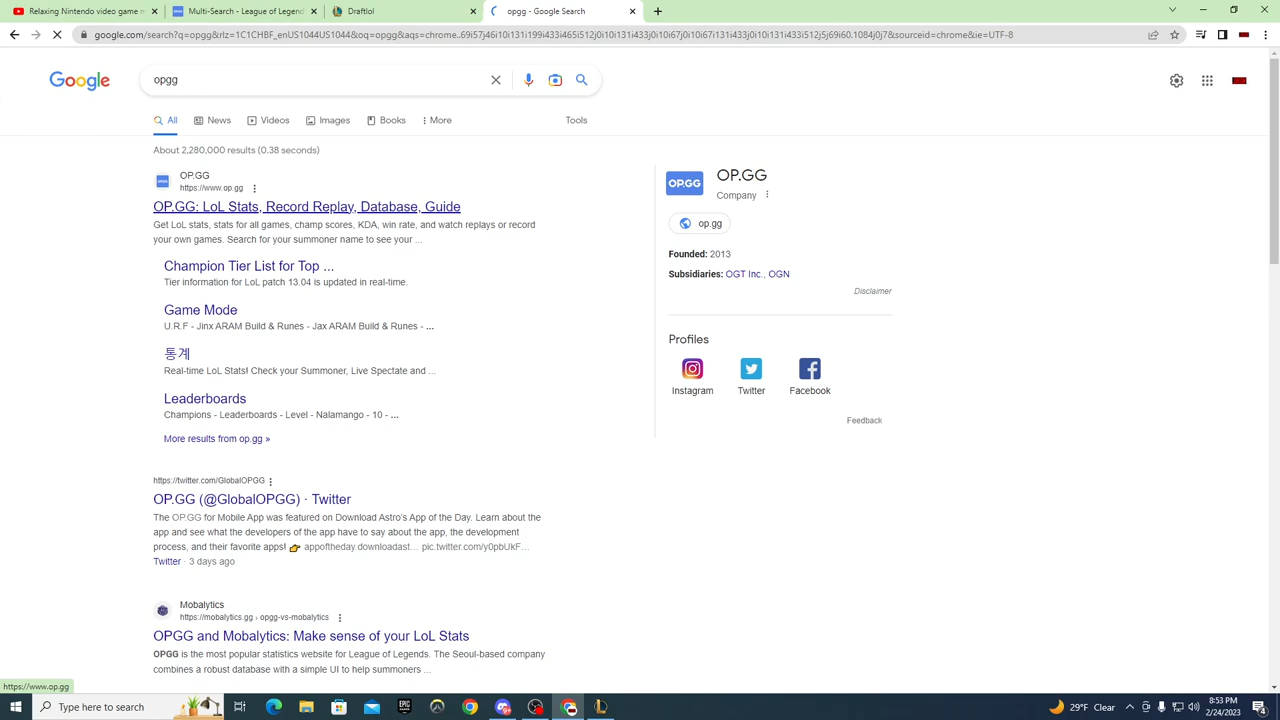 Relaxing Nintendo video game m
Main | League of Legend
Trilobi
opgg - Google Search
google.com/search?q=opgg&rlz=1C1CHBF_enUS1044US1044&oq=opgg&aqs=chrome..69i57j46i10i131i199i433i465i512j0i10i131i433j0i10i67j0i10i67i131i433j0i10i131i433i512j5j69i60.1084j0j7&sourceid=chrome&ie=UTF-8
Google
opgg
All
News
Videos
Images
Books
More
Tools
About 2,280,000 results (0.38 seconds)
OP.GG
https://www.op.gg
OP.GG: LoL Stats, Record Replay, Database, Guide
Get LoL stats, stats for all games, champ scores, KDA, win rate, and watch replays or record
your own games. Search for your summoner name to see your ...
Champion Tier List for Top ...
Tier information for LoL patch 13.04 is updated in real-time.
Game Mode
U.R.F - Jinx ARAM Build & Runes - Jax ARAM Build & Runes - ...
통계
Real-time LoL Stats! Check your Summoner, Live Spectate and ...
Leaderboards
Champions - Leaderboards - Level - Nalamango - 10 - ...
More results from op.gg »
https://twitter.com/GlobalOPGG
OP.GG (@GlobalOPGG) · Twitter
The OP.GG for Mobile App was featured on Download Astro's App of the Day. Learn about the
app and see what the developers of the app have to say about the app, the development
process, and their favorite apps! 👉 appoftheday.downloadast... pic.twitter.com/y0pbUkF...
Twitter · 3 days ago
Mobalytics
https://mobalytics.gg › opgg-vs-mobalytics
OPGG and Mobalytics: Make sense of your LoL Stats
OPGG is the most popular statistics website for League of Legends. The Seoul-based company
combines a robust database with a simple UI to help summoners ...
OP.GG
OP.GG
Company
op.gg
Founded: 2013
Subsidiaries: OGT Inc., OGN
Disclaimer
Profiles
Instagram
Twitter
Facebook
Feedback
https://www.op.gg
Type here to search
EPIC
29°F Clear
8:53 PM
2/24/2023